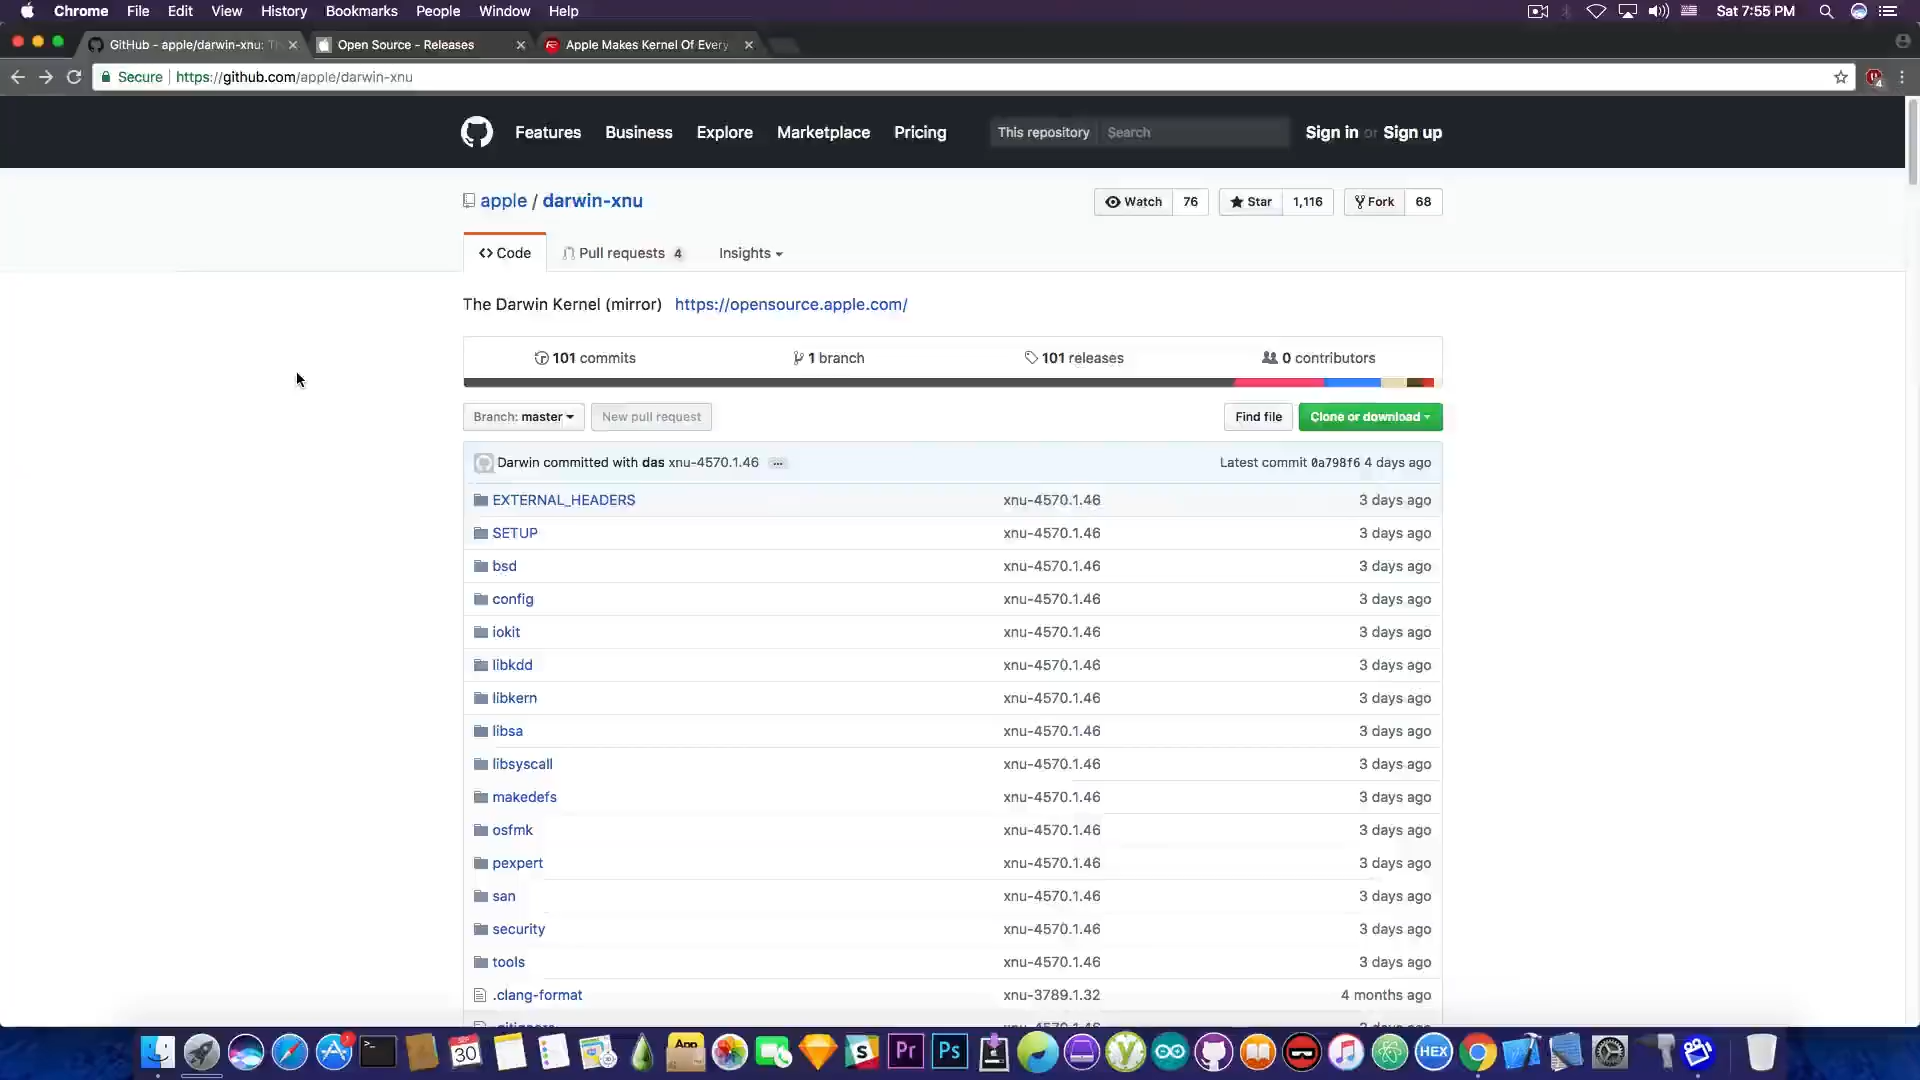 Chrome File Edit View History Bookmarks People Window Help Sat 7:55 PM
GitHub - apple/darwin-xnu: Open Source - Releases Apple Makes Kernel Of Every
Secure https://github.com/apple/darwin-xnu
Features Business Explore Marketplace Pricing This repository Search Sign in or Sign up
apple / darwin-xnu Watch 76 Star 1,116 Fork 68
Code Pull requests 4 Insights
The Darwin Kernel (mirror) https://opensource.apple.com/
101 commits 1 branch 101 releases 0 contributors
Branch: master New pull request Find file Clone or download
Darwin committed with das xnu-4570.1.46 ... Latest commit 0a798f6 4 days ago
EXTERNAL_HEADERS xnu-4570.1.46 3 days ago
SETUP xnu-4570.1.46 3 days ago
bsd xnu-4570.1.46 3 days ago
config xnu-4570.1.46 3 days ago
iokit xnu-4570.1.46 3 days ago
libkdd xnu-4570.1.46 3 days ago
libkern xnu-4570.1.46 3 days ago
libsa xnu-4570.1.46 3 days ago
libsyscall xnu-4570.1.46 3 days ago
makedefs xnu-4570.1.46 3 days ago
osfmk xnu-4570.1.46 3 days ago
pexpert xnu-4570.1.46 3 days ago
san xnu-4570.1.46 3 days ago
security xnu-4570.1.46 3 days ago
tools xnu-4570.1.46 3 days ago
.clang-format xnu-3789.1.32 4 months ago
30 App S Pr Ps HEX